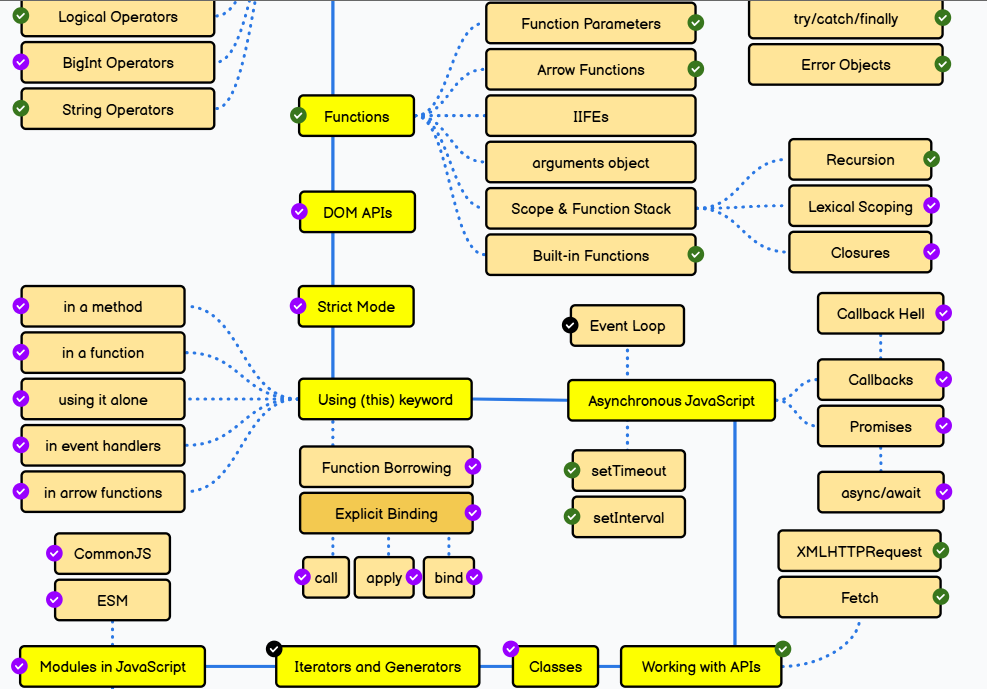 Logical Operators
BigInt Operators
String Operators
Functions
Function Parameters
Arrow Functions
IIFEs
arguments object
Scope & Function Stack
Built-in Functions
try/catch/finally
Error Objects
Recursion
Lexical Scoping
Closures
DOM APIs
Strict Mode
in a method
in a function
using it alone
in event handlers
in arrow functions
Using (this) keyword
Function Borrowing
Explicit Binding
call
apply
bind
Event Loop
Asynchronous JavaScript
setTimeout
setInterval
Callback Hell
Callbacks
Promises
async/await
XMLHTTPRequest
Fetch
CommonJS
ESM
Modules in JavaScript
Iterators and Generators
Classes
Working with APIs